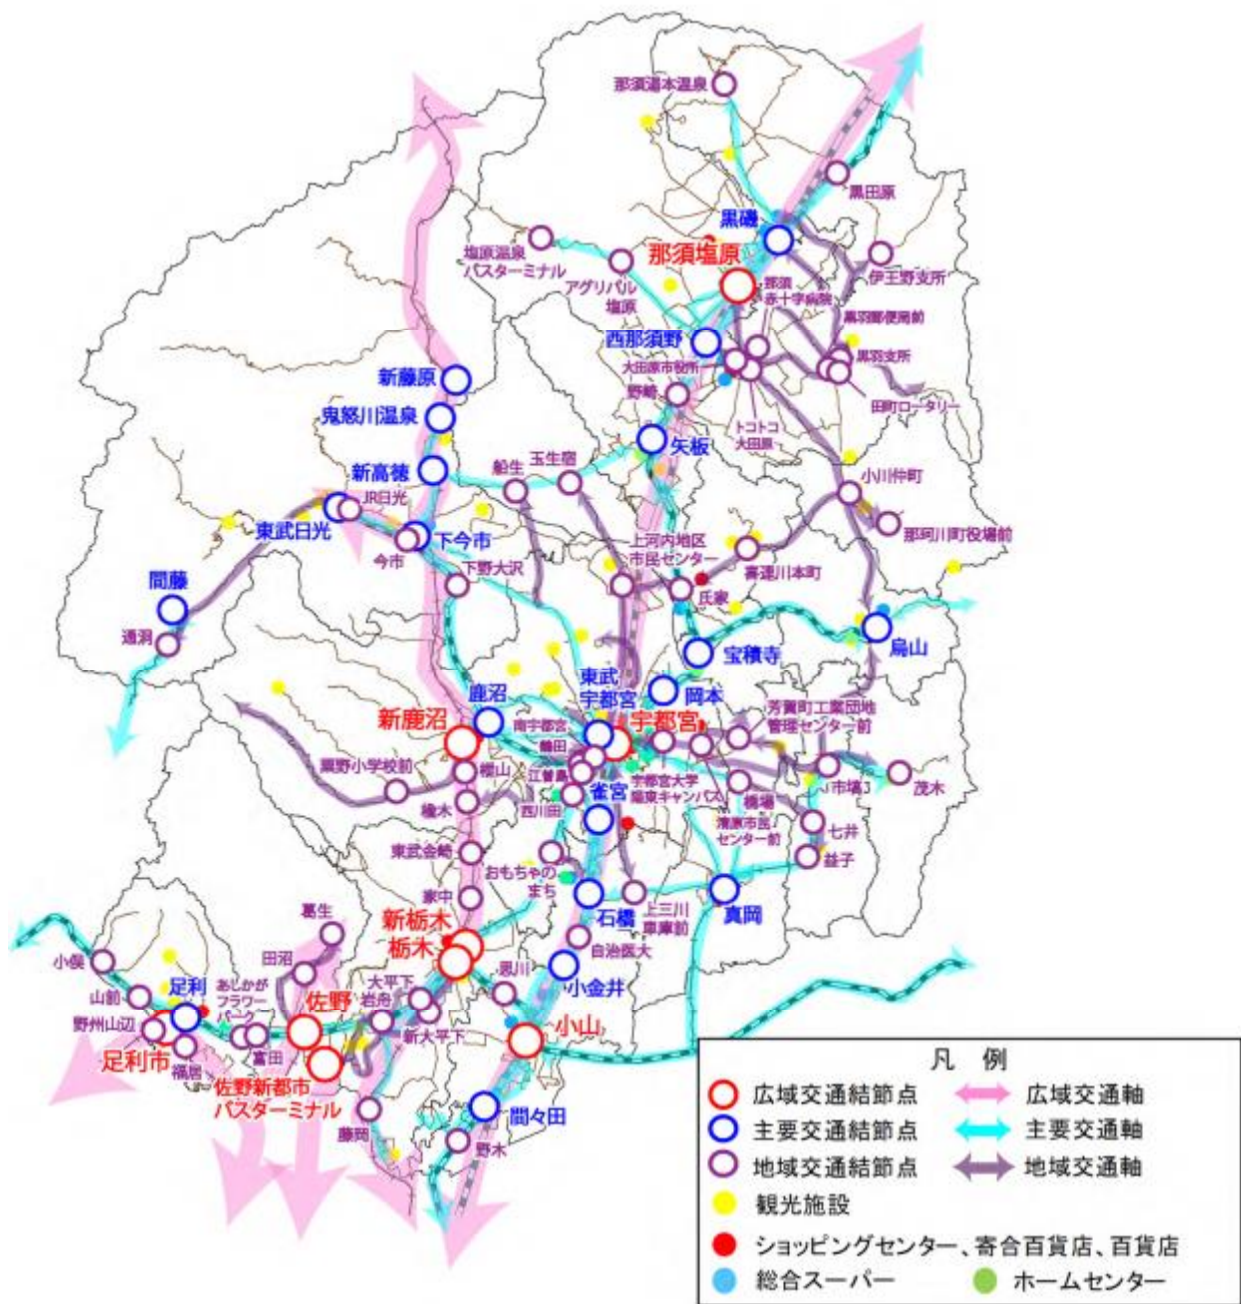 那須湯本温泉
黒田原
黒磯
塩原温泉
バスターミナル
那須塩原
アグリパル
塩原
那須
赤十字病院
伊王野支所
黒羽郵便局前
西那須野
大田原市役所
黒羽支所
新藤原
野崎
田町ロータリー
鬼怒川温泉
トコトコ
大田原
矢板
新高徳
船生
玉生宿
小川仲町
JR日光
東武日光
下今市
今市
上河内地区
市民センター
那珂川町役場前
喜連川本町
下野大沢
氏家
間藤
通洞
宝積寺
烏山
東武
宇都宮
岡本
鹿沼
新鹿沼
南宇都宮
宇都宮
芳賀町工業団地
管理センター前
鶴田
粟野小学校前
樅山
江曽島
宇都宮大学
陽東キャンパス
市塙
茂木
楡木
西川田
雀宮
橋場
清原市民
センター前
七井
益子
東武金崎
おもちゃの
まち
家中
石橋
上三川
車庫前
真岡
葛生
新栃木
栃木
自治医大
小俣
田沼
思川
小金井
山前
足利
あしかが
フラワー
パーク
大平下
岩舟
佐野
野州山辺
新大平下
小山
足利市
福居
富田
佐野新都市
バスターミナル
藤岡
間々田
野木
凡 例
広域交通結節点
広域交通軸
主要交通結節点
主要交通軸
地域交通結節点
地域交通軸
観光施設
ショッピングセンター、寄合百貨店、百貨店
総合スーパー
ホームセンター